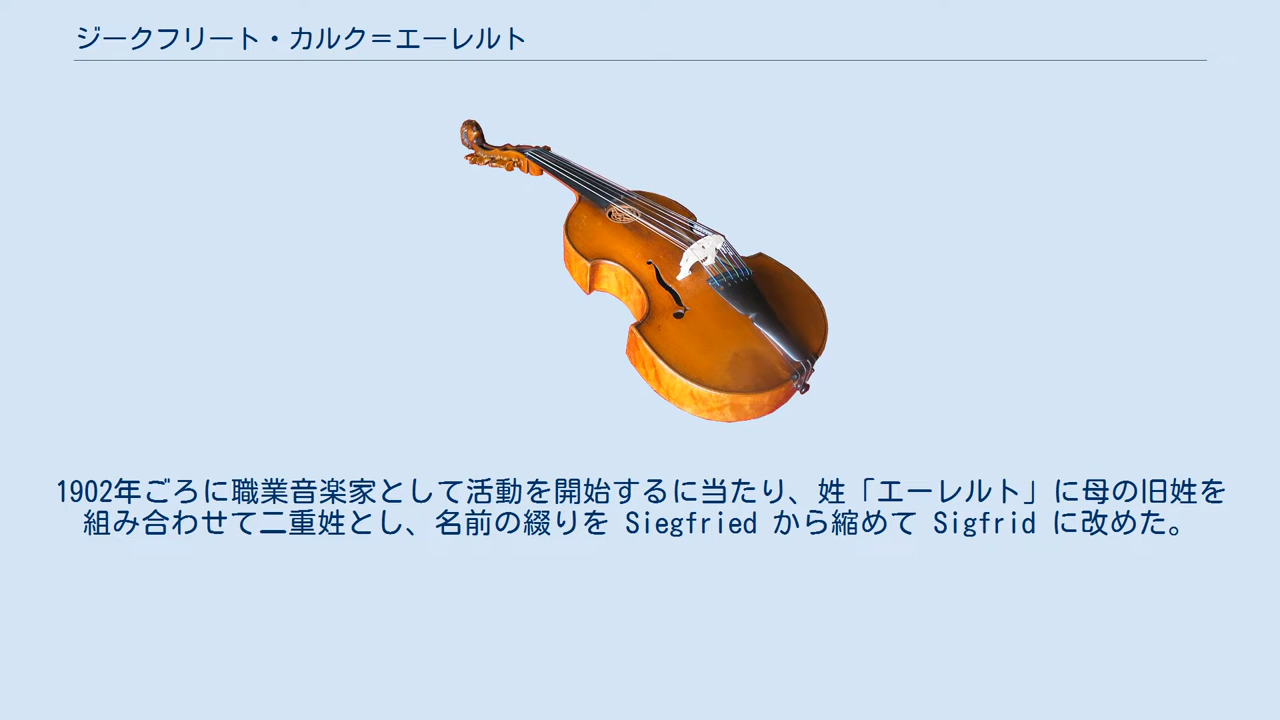 ジークフリート・カルク＝エーレルト
1902年ごろに職業音楽家として活動を開始するに当たり、姓「エーレルト」に母の旧姓を
組み合わせて二重姓とし、名前の綴りを Siegfried から縮めて Sigfrid に改めた。